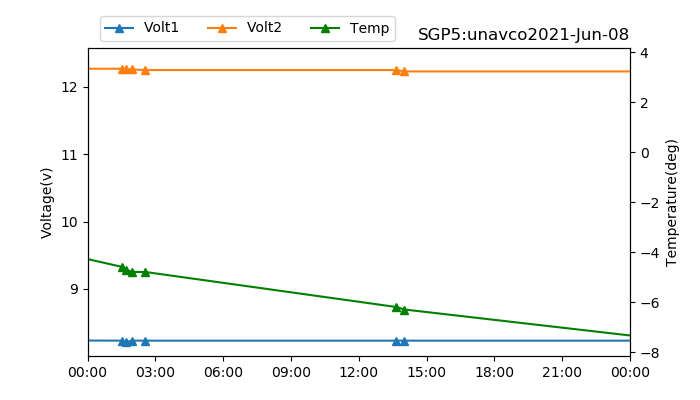 Volt1 Volt2 Temp
SGP5:unavco2021-Jun-08
Voltage(v)
12
11
10
9
4
2
0
−2
−4
−6
−8
Temperature(deg)
00:00 03:00 06:00 09:00 12:00 15:00 18:00 21:00 00:00